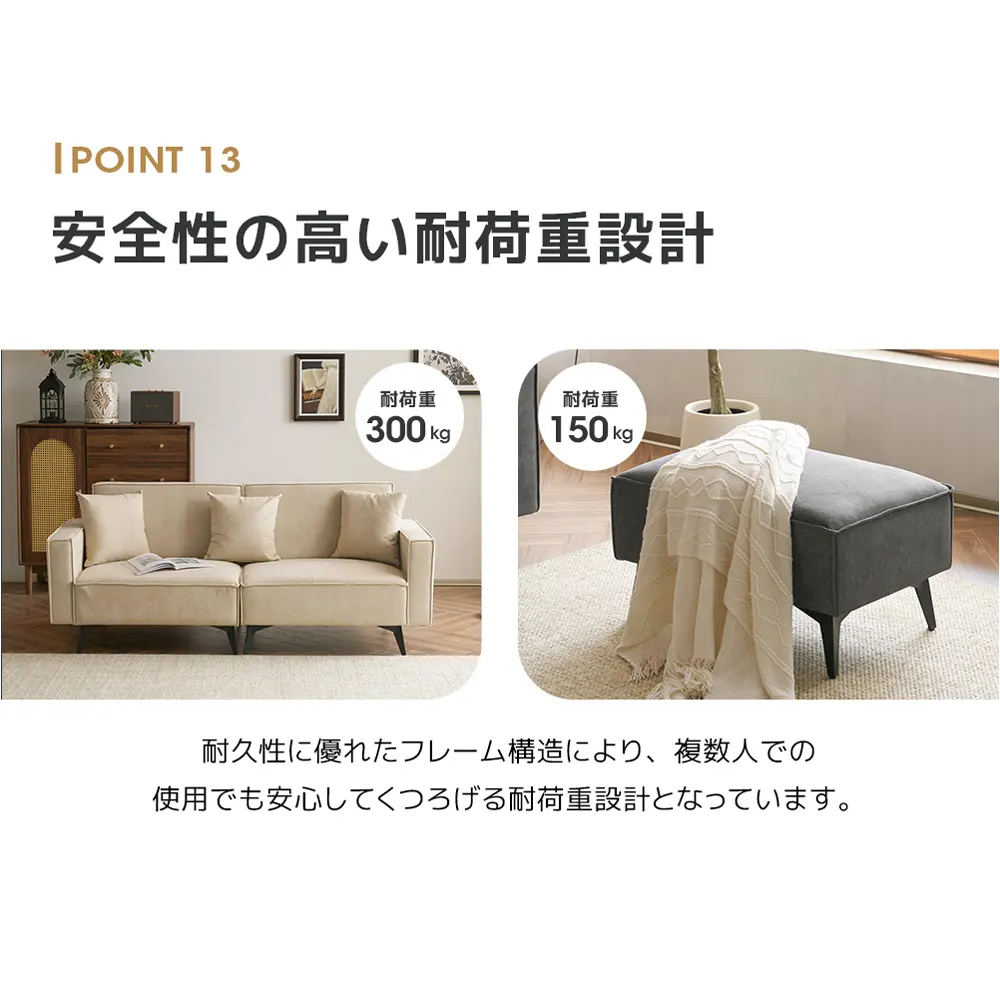 POINT 13
安全性の高い耐荷重設計
耐荷重
300kg
耐荷重
150kg
耐久性に優れたフレーム構造により、複数人での
使用でも安心してくつろげる耐荷重設計となっています。